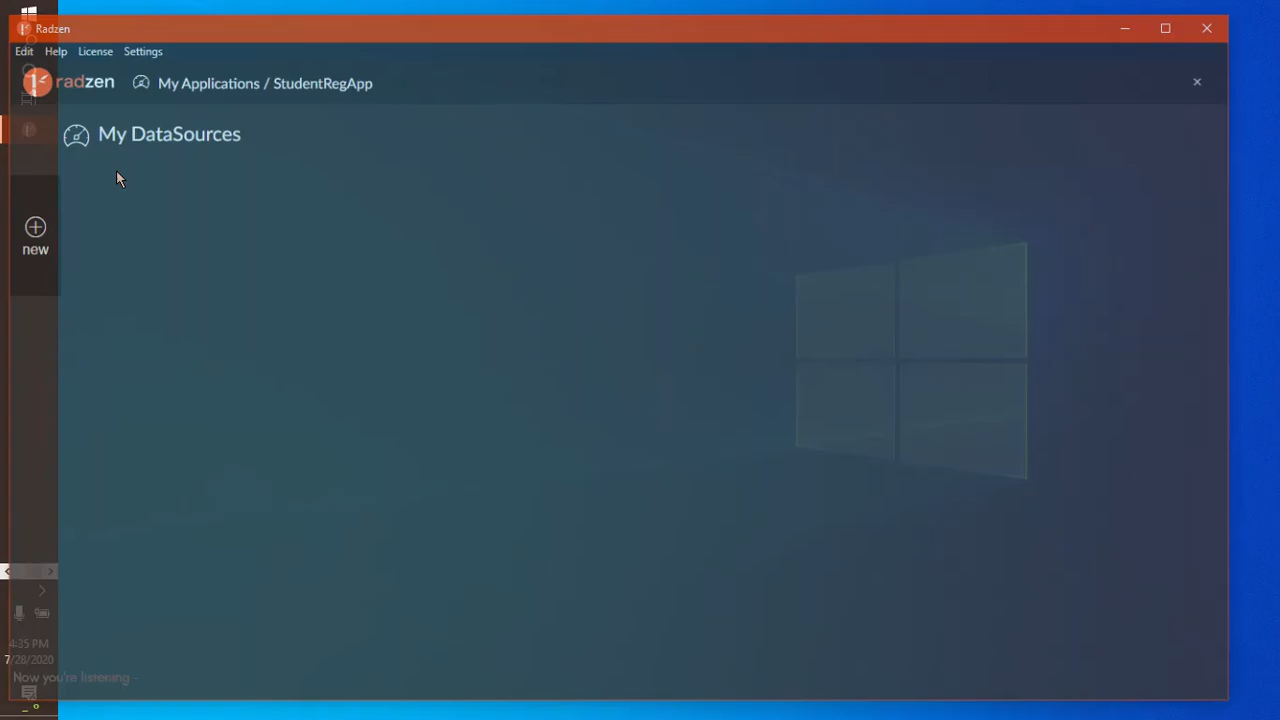 Radzen
Edit Help License Settings
radzen My Applications / StudentRegApp
My DataSources
new
4:35 PM
7/28/2020
Now you're listening -